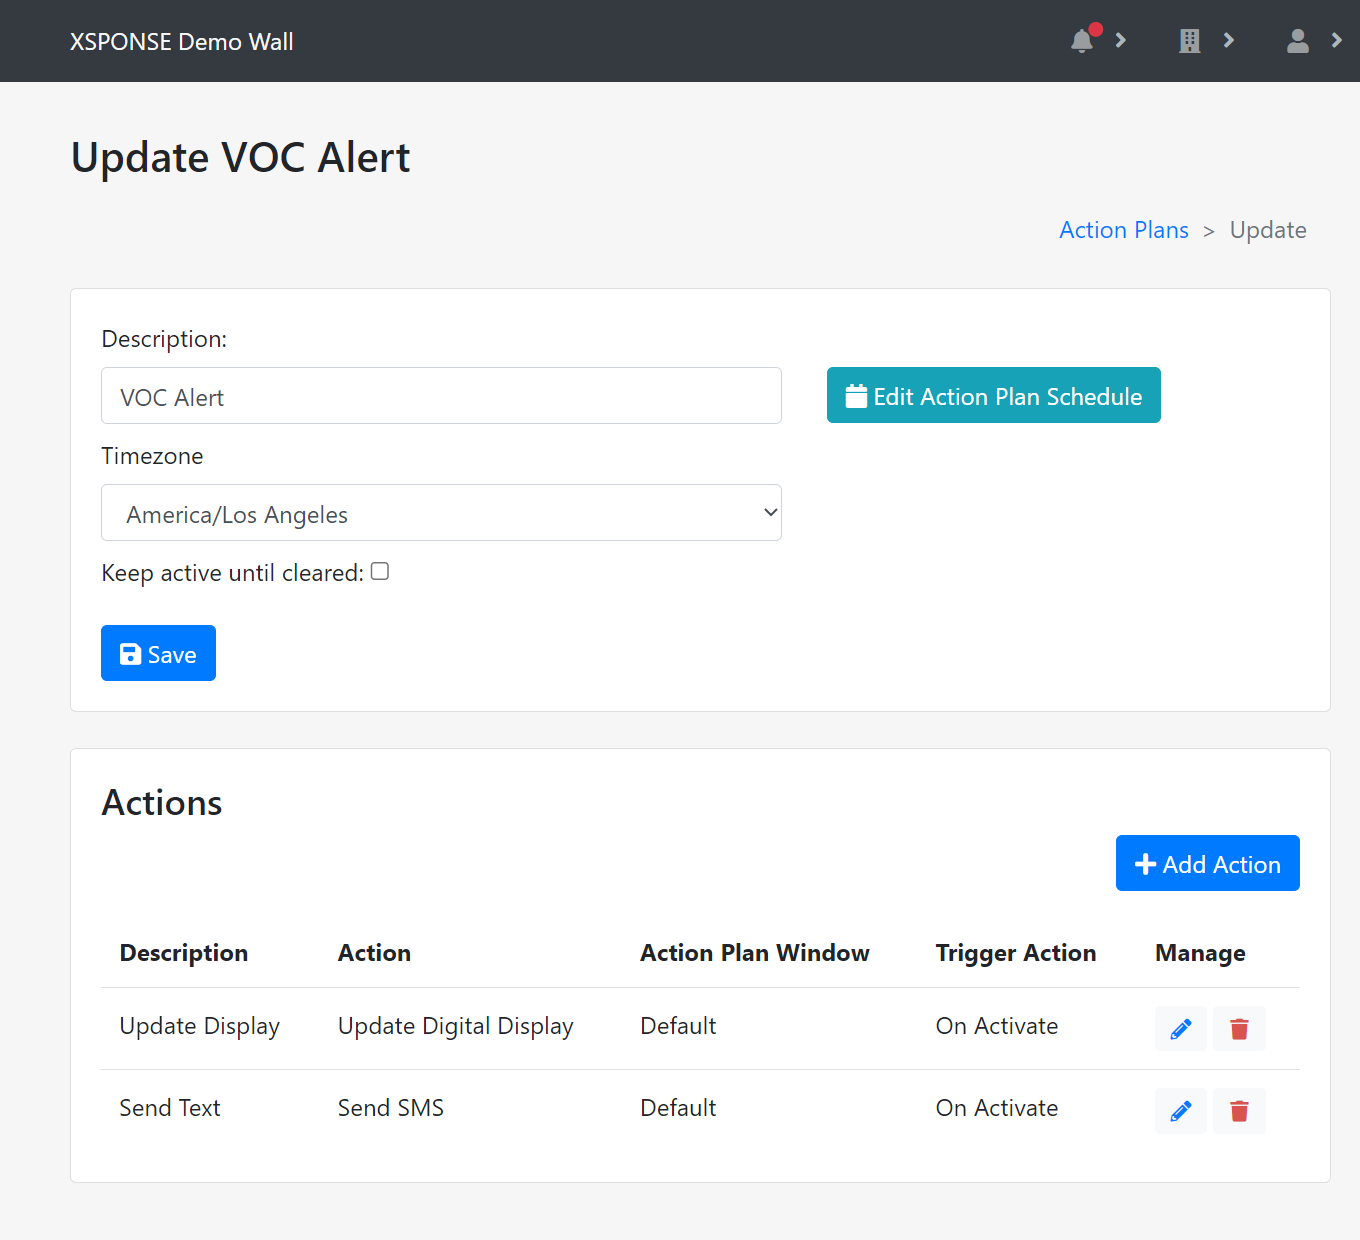 XSPONSE Demo Wall
Update VOC Alert
Action Plans > Update
Description:
VOC Alert
Edit Action Plan Schedule
Timezone
America/Los Angeles
Keep active until cleared:
Save
Actions
Add Action
Description Action Action Plan Window Trigger Action Manage
Update Display Update Digital Display Default On Activate
Send Text Send SMS Default On Activate